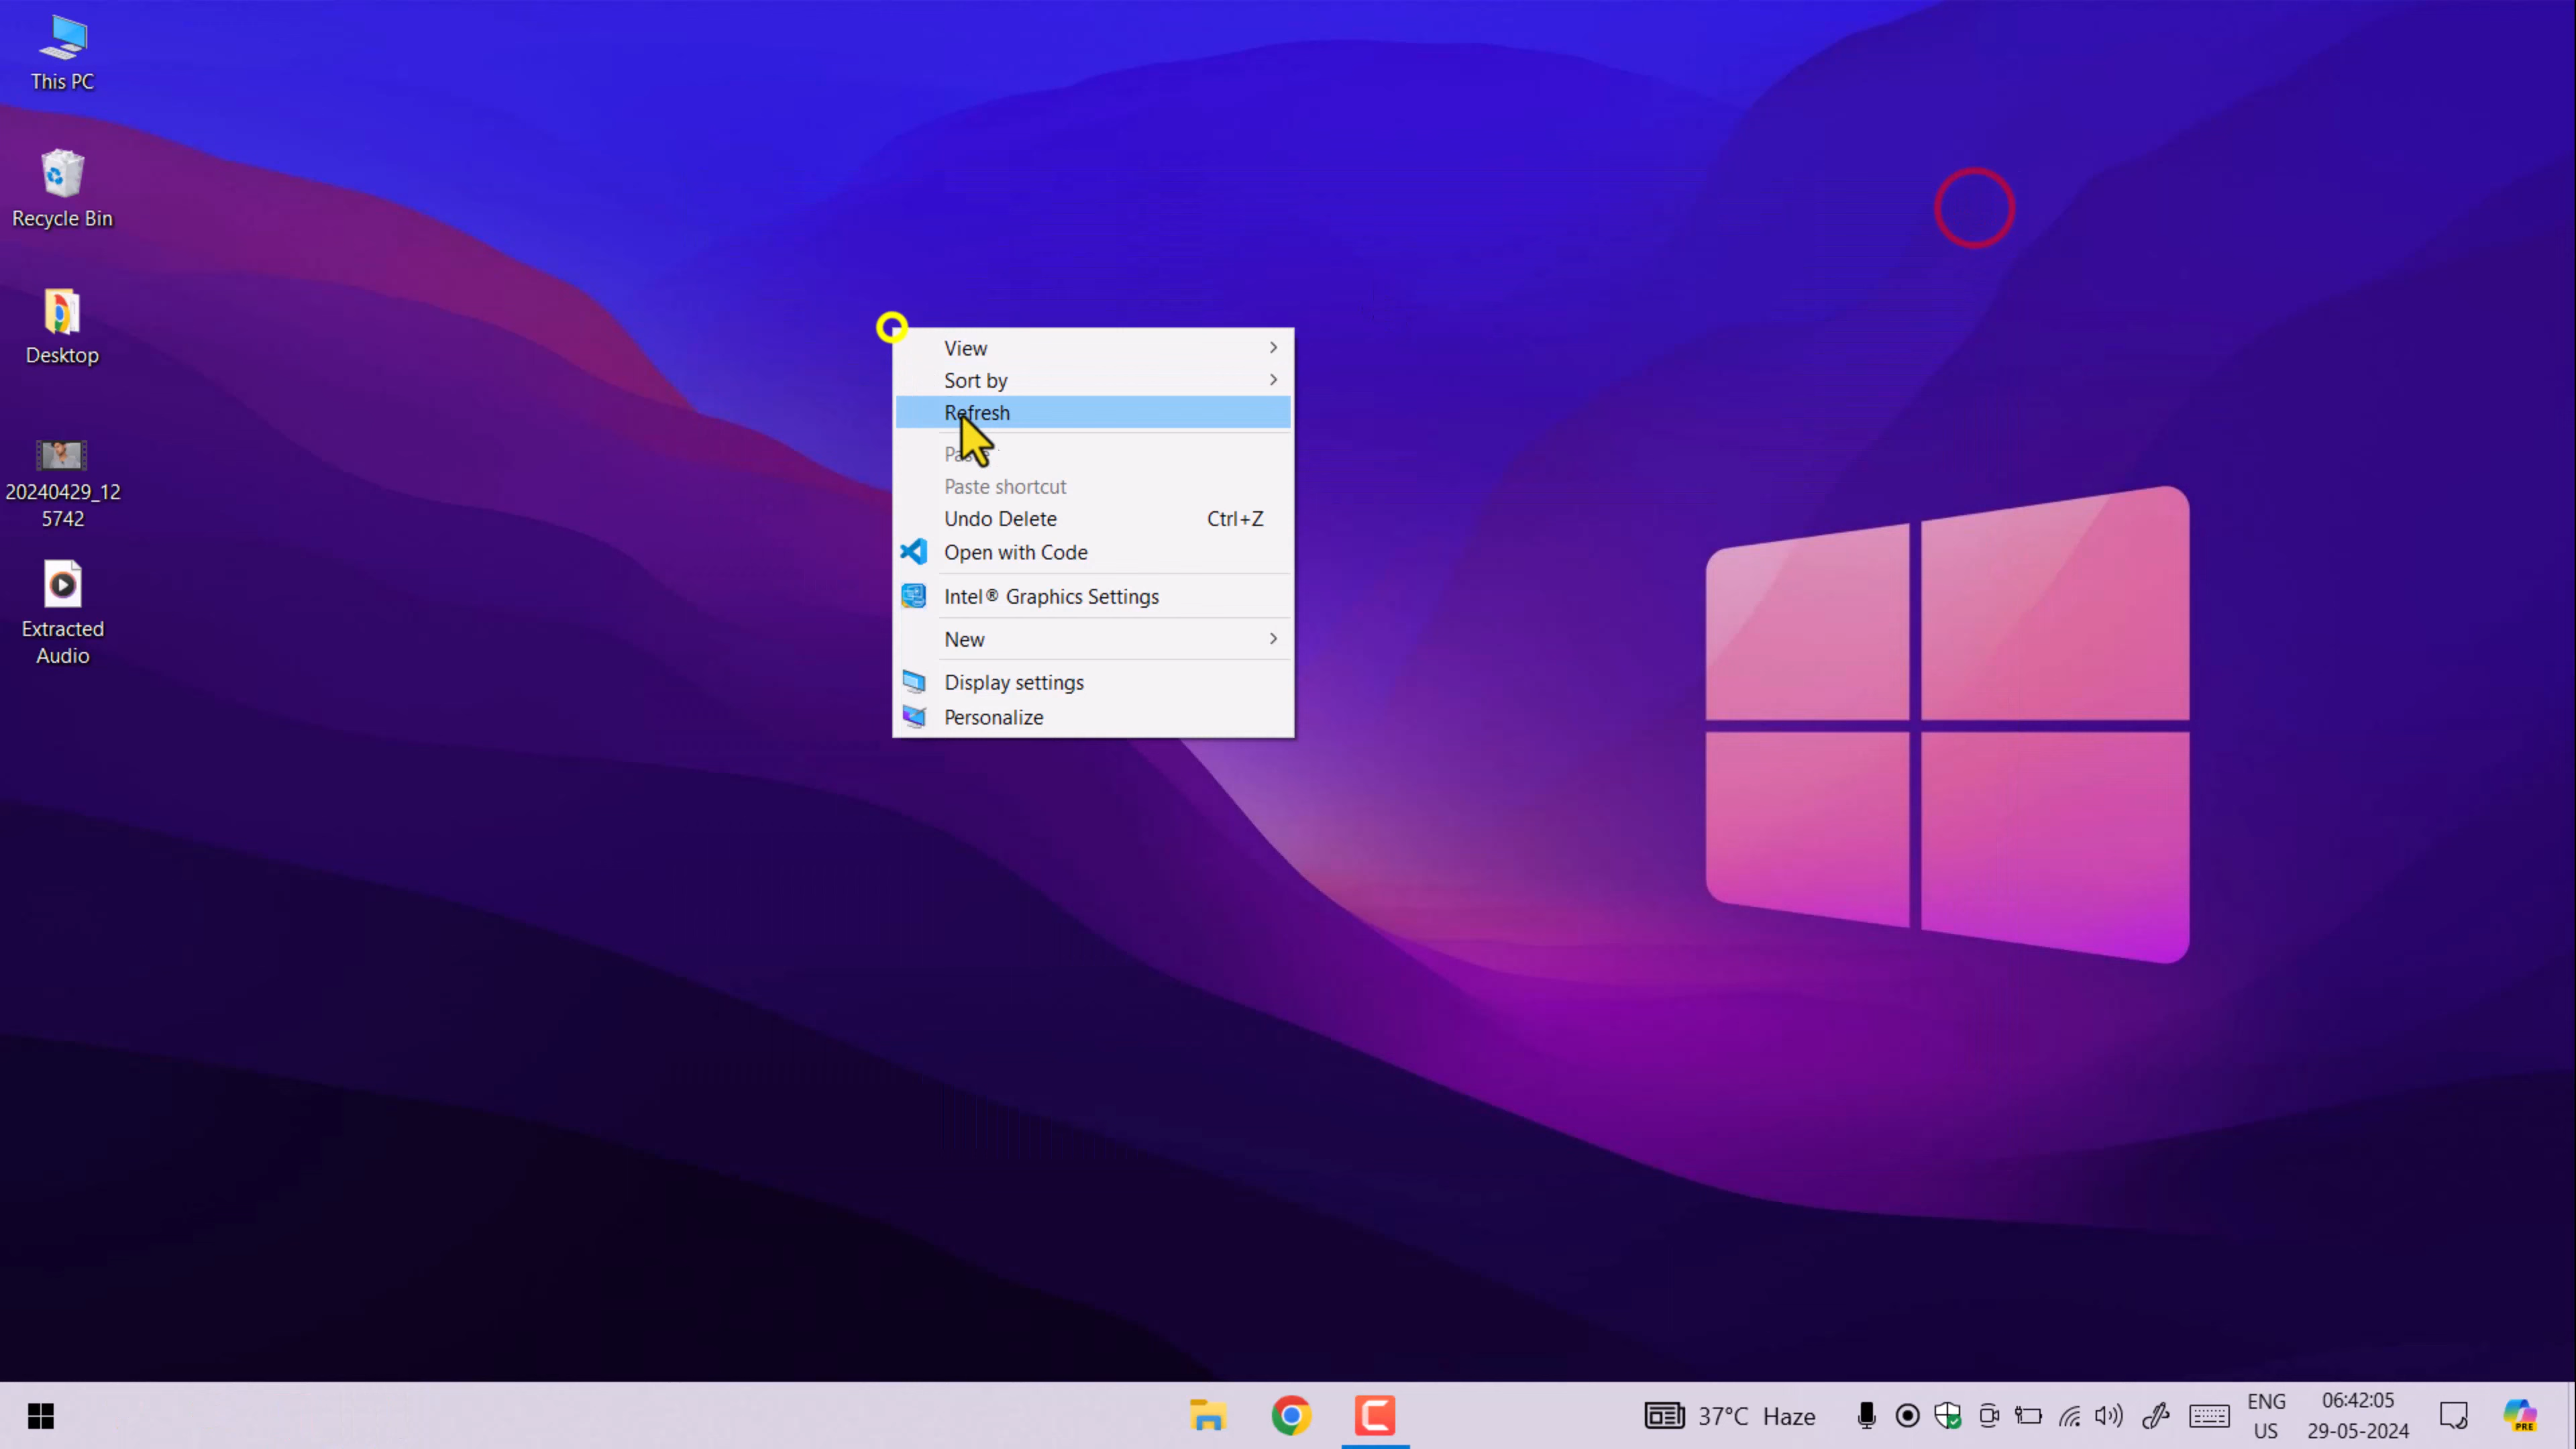 This PC
Recycle Bin
Desktop
20240429_12
5742
Extracted
Audio
View
Sort by
Refresh
Paste
Paste shortcut
Undo Delete Ctrl+Z
Open with Code
Intel® Graphics Settings
New
Display settings
Personalize
37°C Haze
ENG
US
06:42:05
29-05-2024
PRE